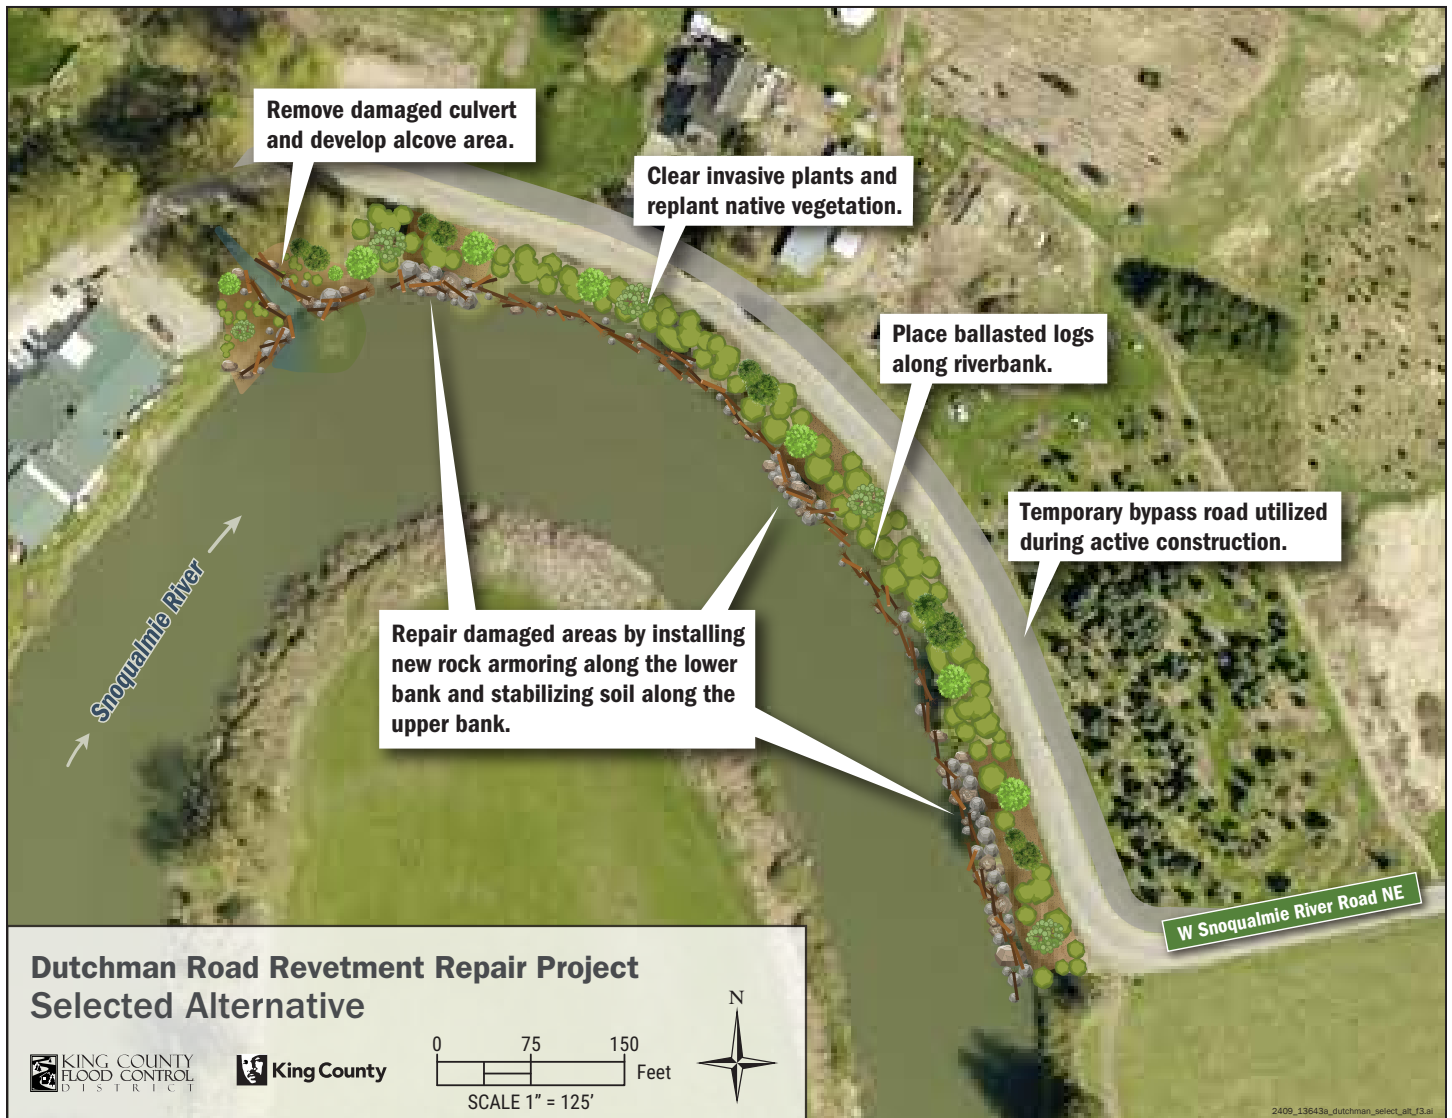 Remove damaged culvert
and develop alcove area.
Clear invasive plants and
replant native vegetation.
Place ballasted logs
along riverbank.
Temporary bypass road utilized
during active construction.
Snoqualmie River
Repair damaged areas by installing
new rock armoring along the lower
bank and stabilizing soil along the
upper bank.
W Snoqualmie River Road NE
Dutchman Road Revetment Repair Project
Selected Alternative
KING COUNTY
FLOOD CONTROL
DISTRICT
King County
0 75 150
Feet
SCALE 1" = 125'
N
2409_13643a_dutchman_select_alt_f3.ai